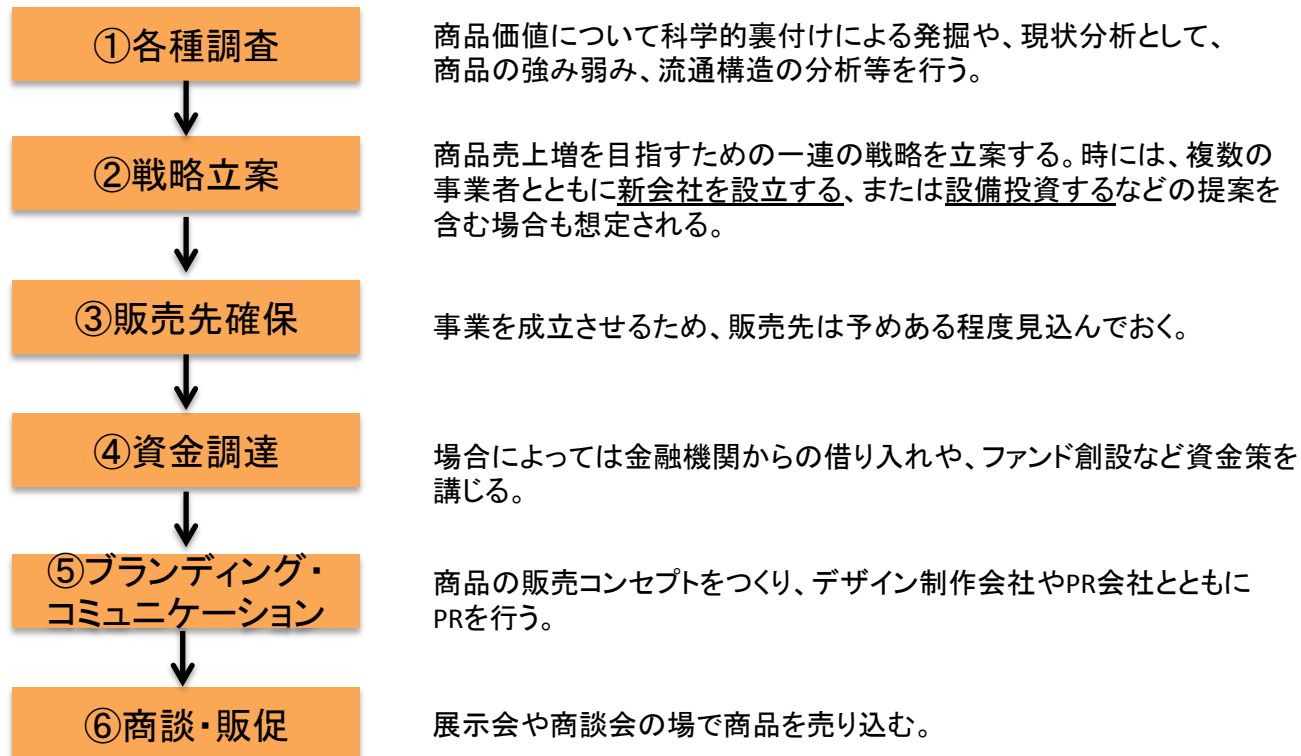 ①各種調査
商品価値について科学的裏付けによる発掘や、現状分析として、
商品の強み弱み、流通構造の分析等を行う。
②戦略立案
商品売上増を目指すための一連の戦略を立案する。時には、複数の
事業者とともに新会社を設立する、または設備投資するなどの提案を
含む場合も想定される。
③販売先確保
事業を成立させるため、販売先は予めある程度見込んでおく。
④資金調達
場合によっては金融機関からの借り入れや、ファンド創設など資金策を
講じる。
⑤ブランディング・
コミュニケーション
商品の販売コンセプトをつくり、デザイン制作会社やPR会社とともに
PRを行う。
⑥商談・販促
展示会や商談会の場で商品を売り込む。